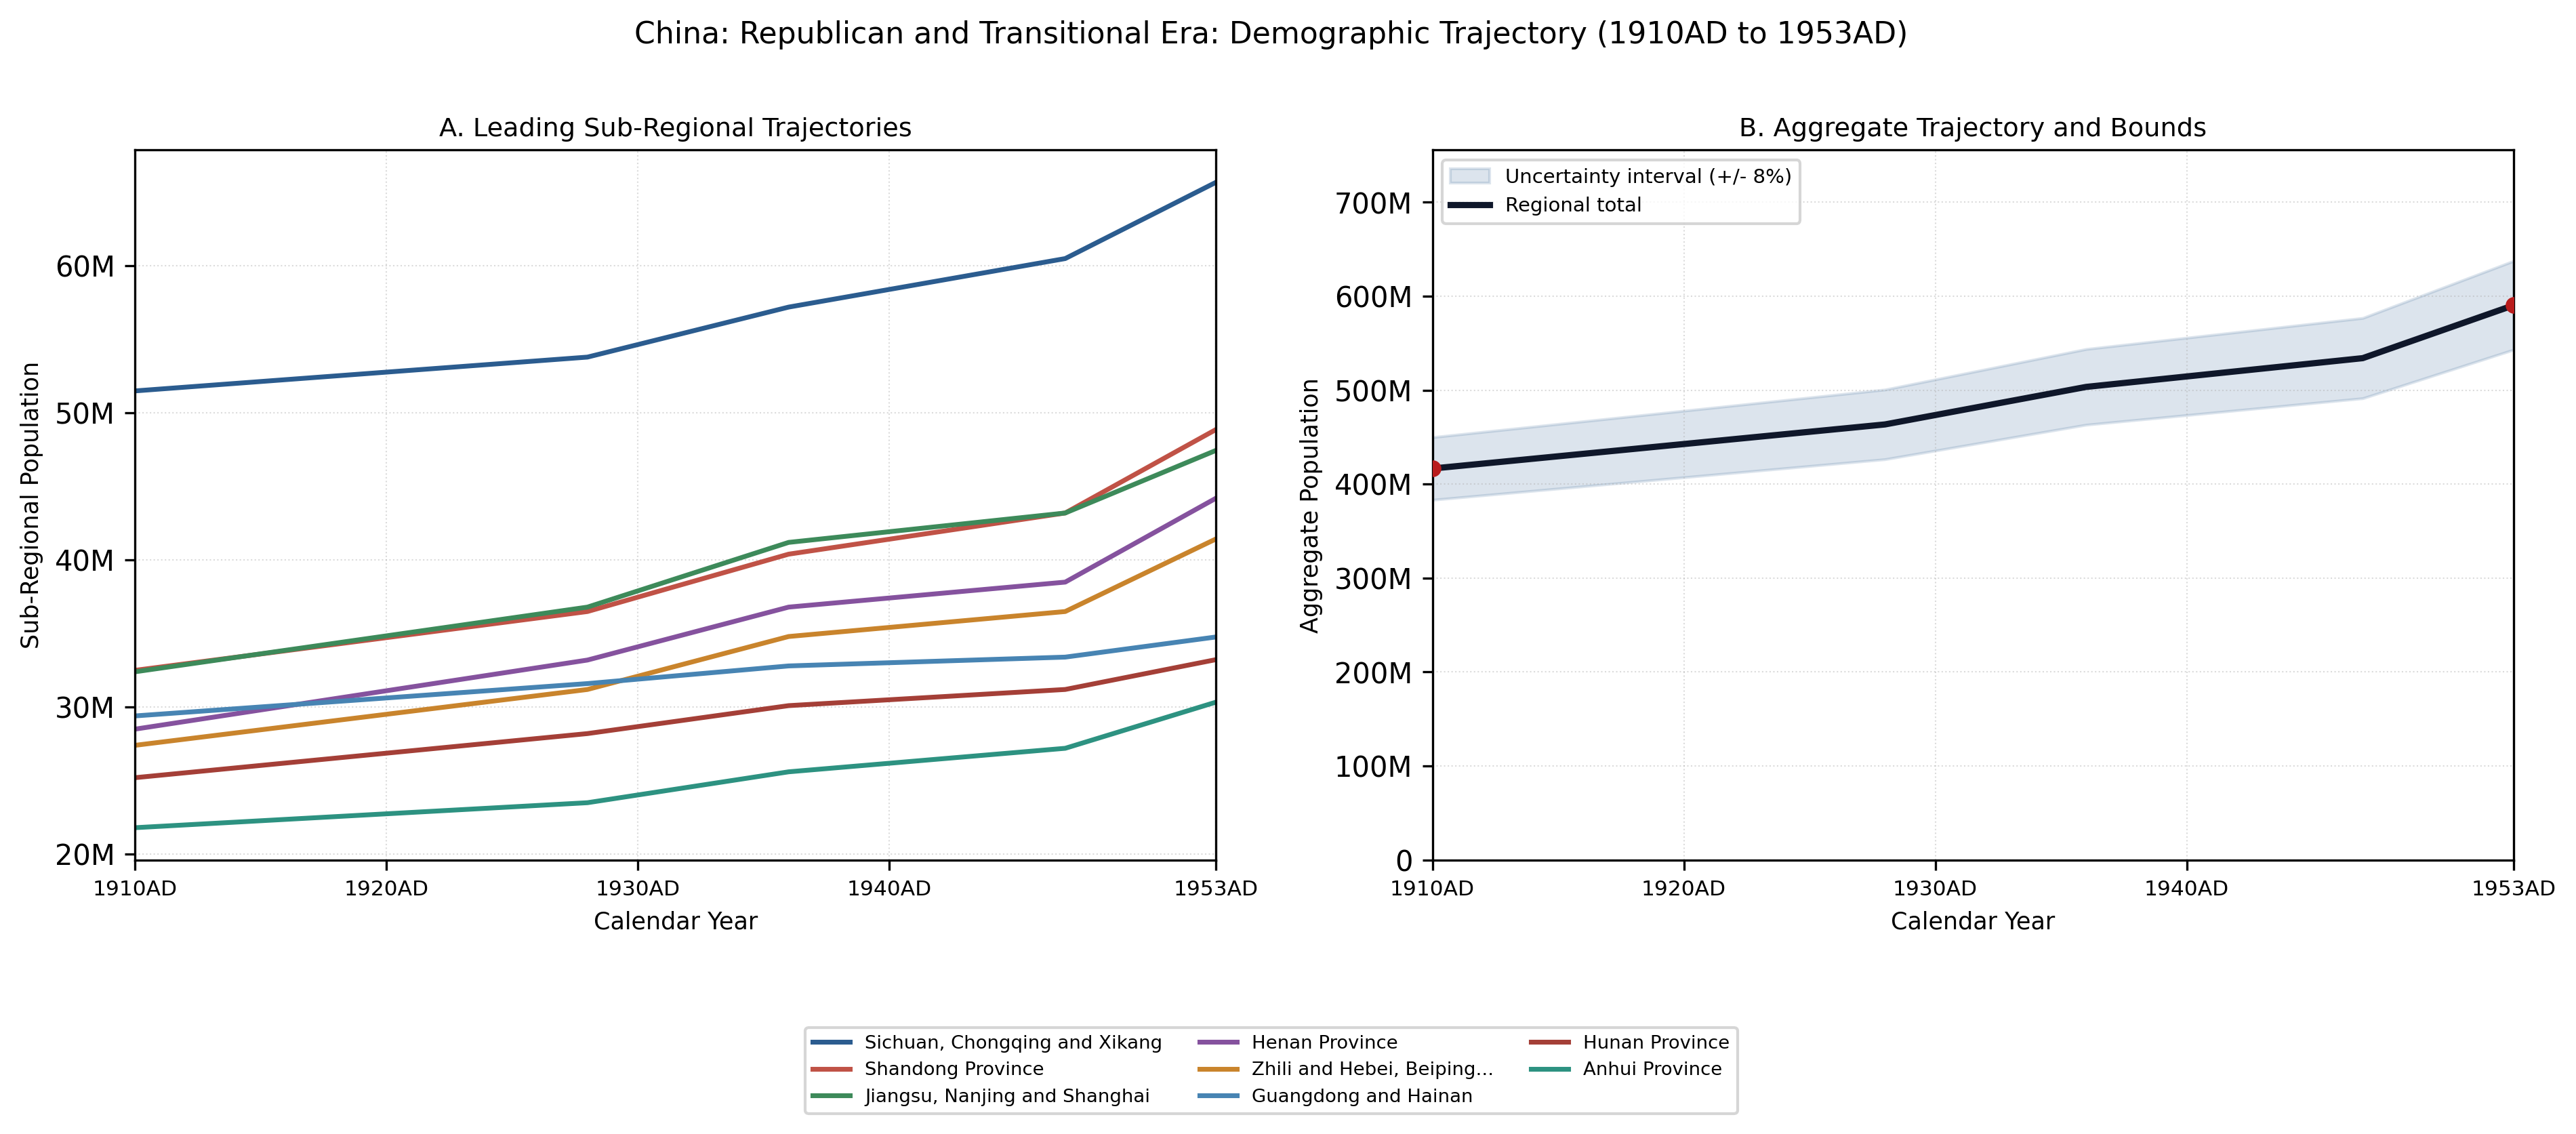 China: Republican and Transitional Era: Demographic Trajectory (1910AD to 1953AD)
A. Leading Sub-Regional Trajectories
Sub-Regional Population
60M
50M
40M
30M
20M
1910AD
1920AD
1930AD
1940AD
1953AD
Calendar Year
B. Aggregate Trajectory and Bounds
Uncertainty interval (+/- 8%)
Regional total
Aggregate Population
700M
600M
500M
400M
300M
200M
100M
0
1910AD
1920AD
1930AD
1940AD
1953AD
Calendar Year
Sichuan, Chongqing and Xikang
Shandong Province
Jiangsu, Nanjing and Shanghai
Henan Province
Zhili and Hebei, Beiping...
Guangdong and Hainan
Hunan Province
Anhui Province